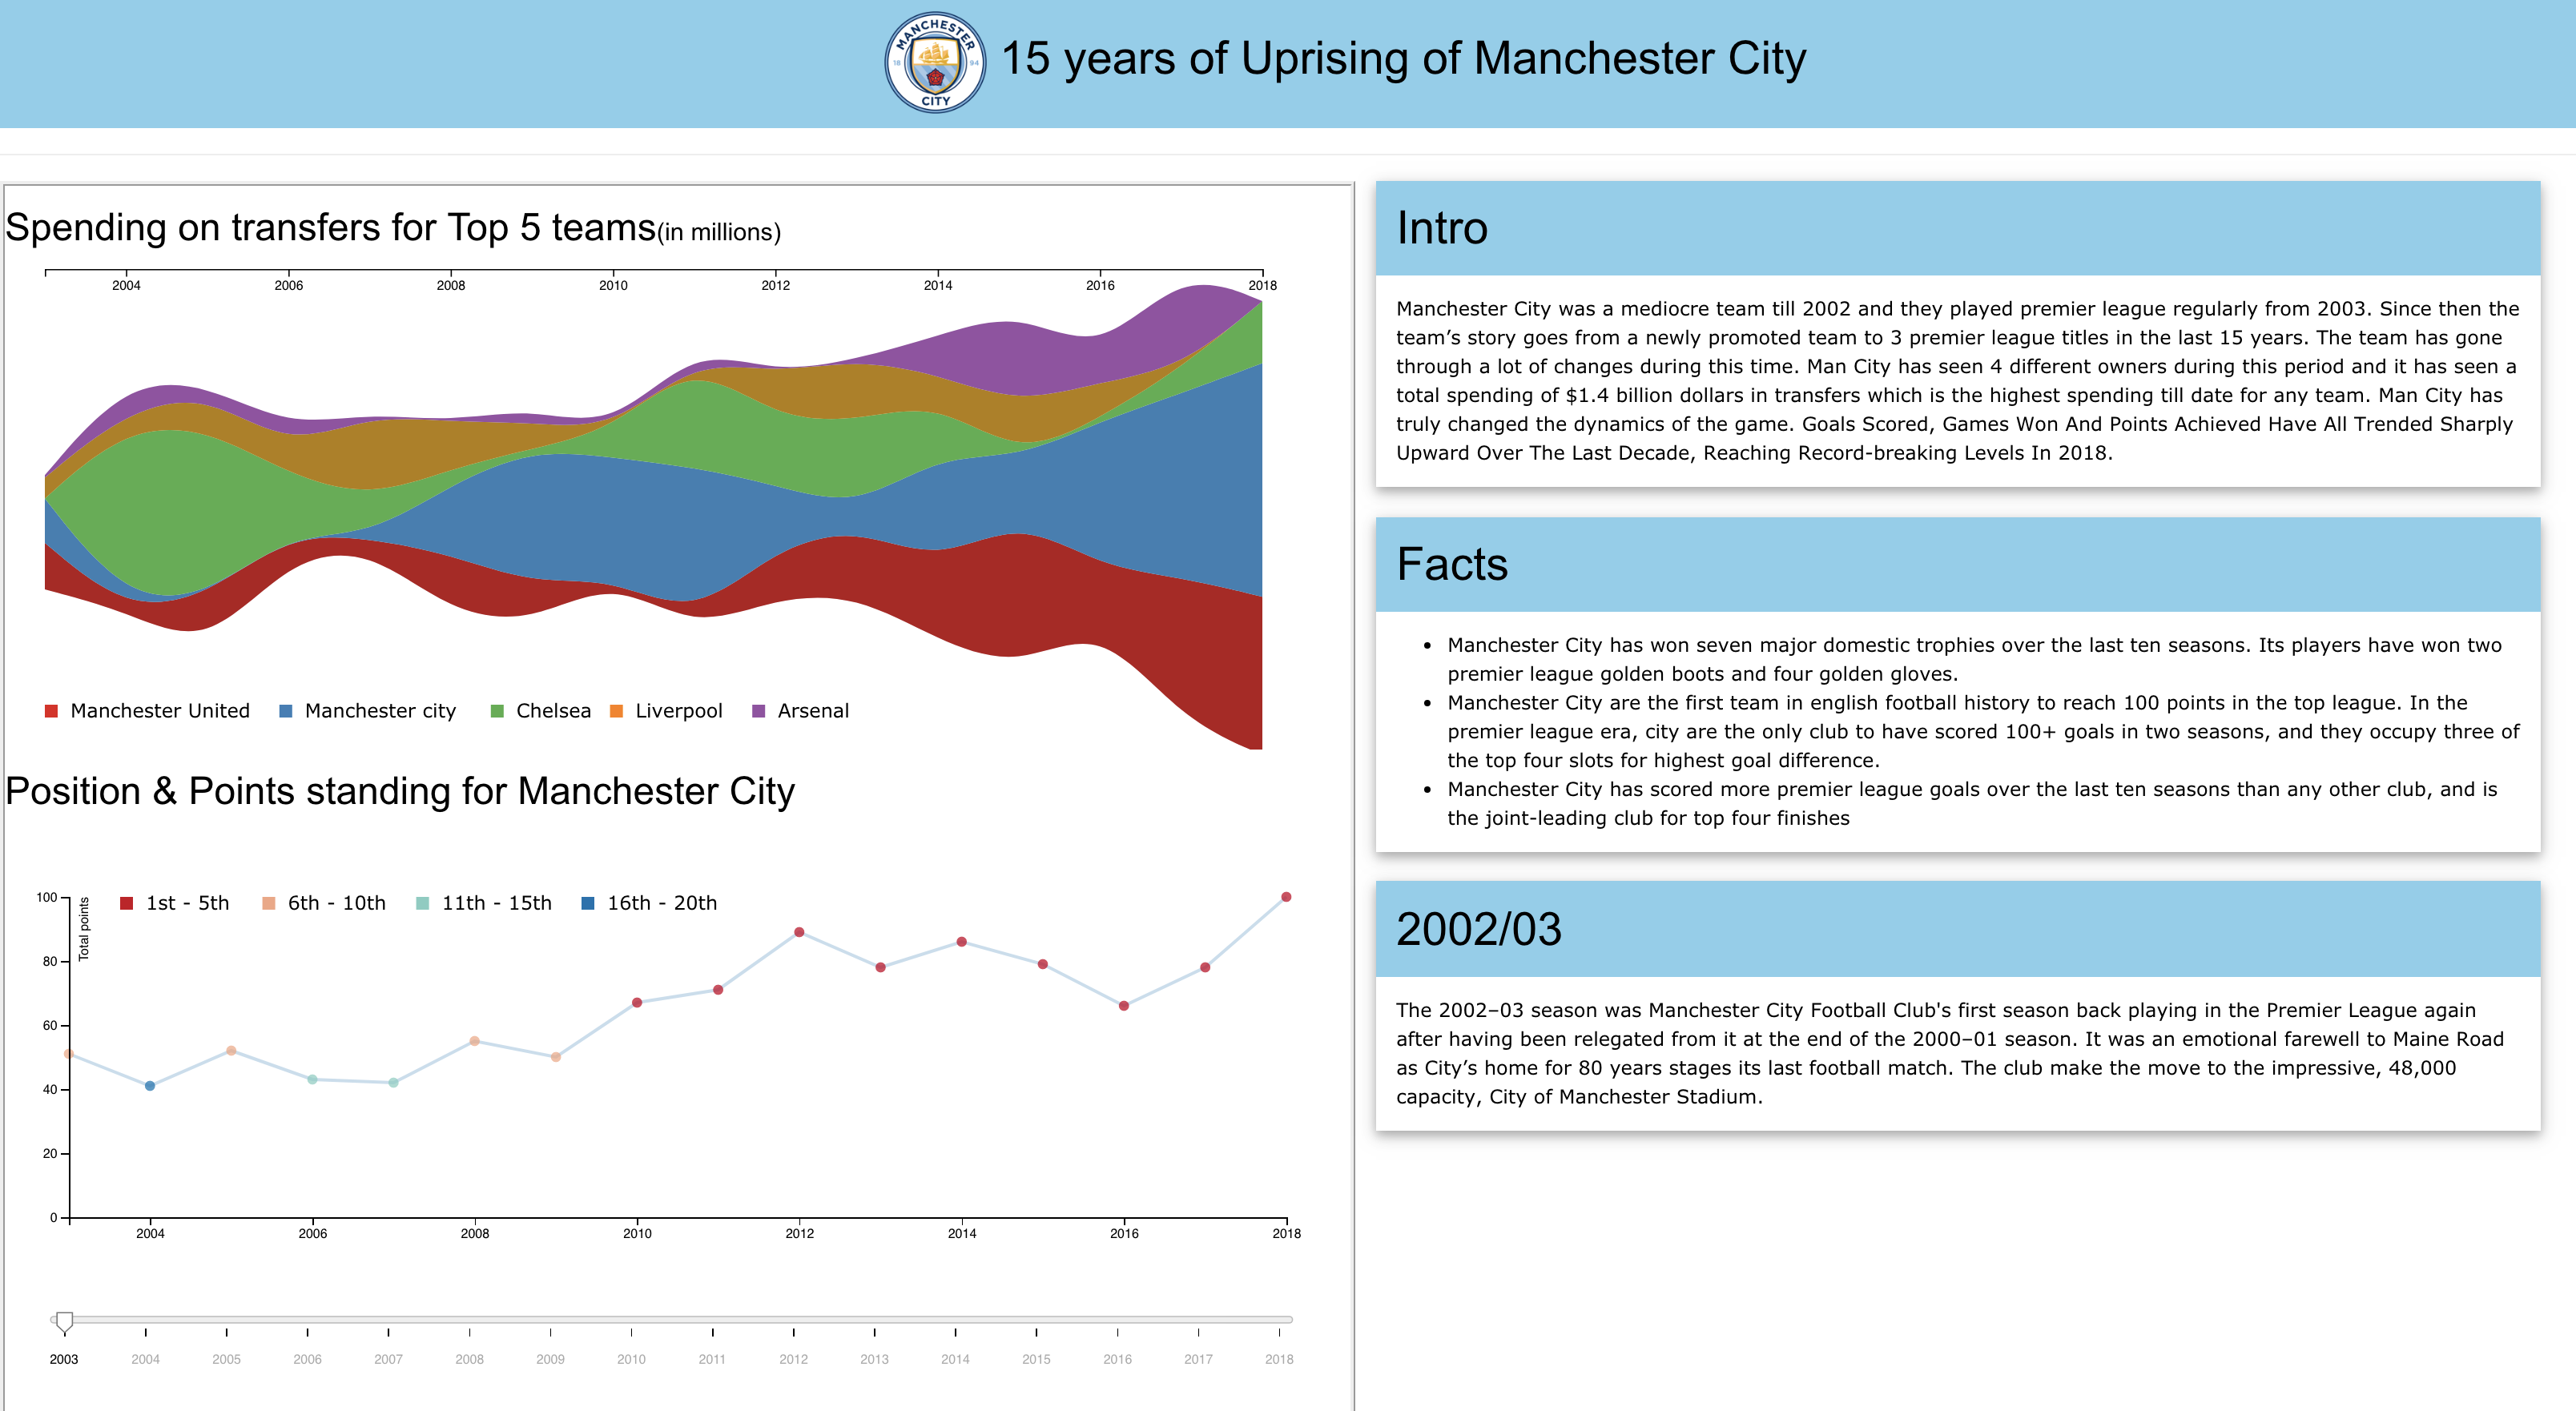 MANCHESTER
18 94
CITY
15 years of Uprising of Manchester City
Spending on transfers for Top 5 teams(in millions)
2004 2006 2008 2010 2012 2014 2016 2018
Manchester United Manchester city Chelsea Liverpool Arsenal
Position & Points standing for Manchester City
Total points
1st - 5th 6th - 10th 11th - 15th 16th - 20th
100
80
60
40
20
0
2004 2006 2008 2010 2012 2014 2016 2018
2003 2004 2005 2006 2007 2008 2009 2010 2011 2012 2013 2014 2015 2016 2017 2018
Intro
Manchester City was a mediocre team till 2002 and they played premier league regularly from 2003. Since then the
team’s story goes from a newly promoted team to 3 premier league titles in the last 15 years. The team has gone
through a lot of changes during this time. Man City has seen 4 different owners during this period and it has seen a
total spending of $1.4 billion dollars in transfers which is the highest spending till date for any team. Man City has
truly changed the dynamics of the game. Goals Scored, Games Won And Points Achieved Have All Trended Sharply
Upward Over The Last Decade, Reaching Record-breaking Levels In 2018.
Facts
• Manchester City has won seven major domestic trophies over the last ten seasons. Its players have won two
premier league golden boots and four golden gloves.
• Manchester City are the first team in english football history to reach 100 points in the top league. In the
premier league era, city are the only club to have scored 100+ goals in two seasons, and they occupy three of
the top four slots for highest goal difference.
• Manchester City has scored more premier league goals over the last ten seasons than any other club, and is
the joint-leading club for top four finishes
2002/03
The 2002–03 season was Manchester City Football Club's first season back playing in the Premier League again
after having been relegated from it at the end of the 2000–01 season. It was an emotional farewell to Maine Road
as City’s home for 80 years stages its last football match. The club make the move to the impressive, 48,000
capacity, City of Manchester Stadium.